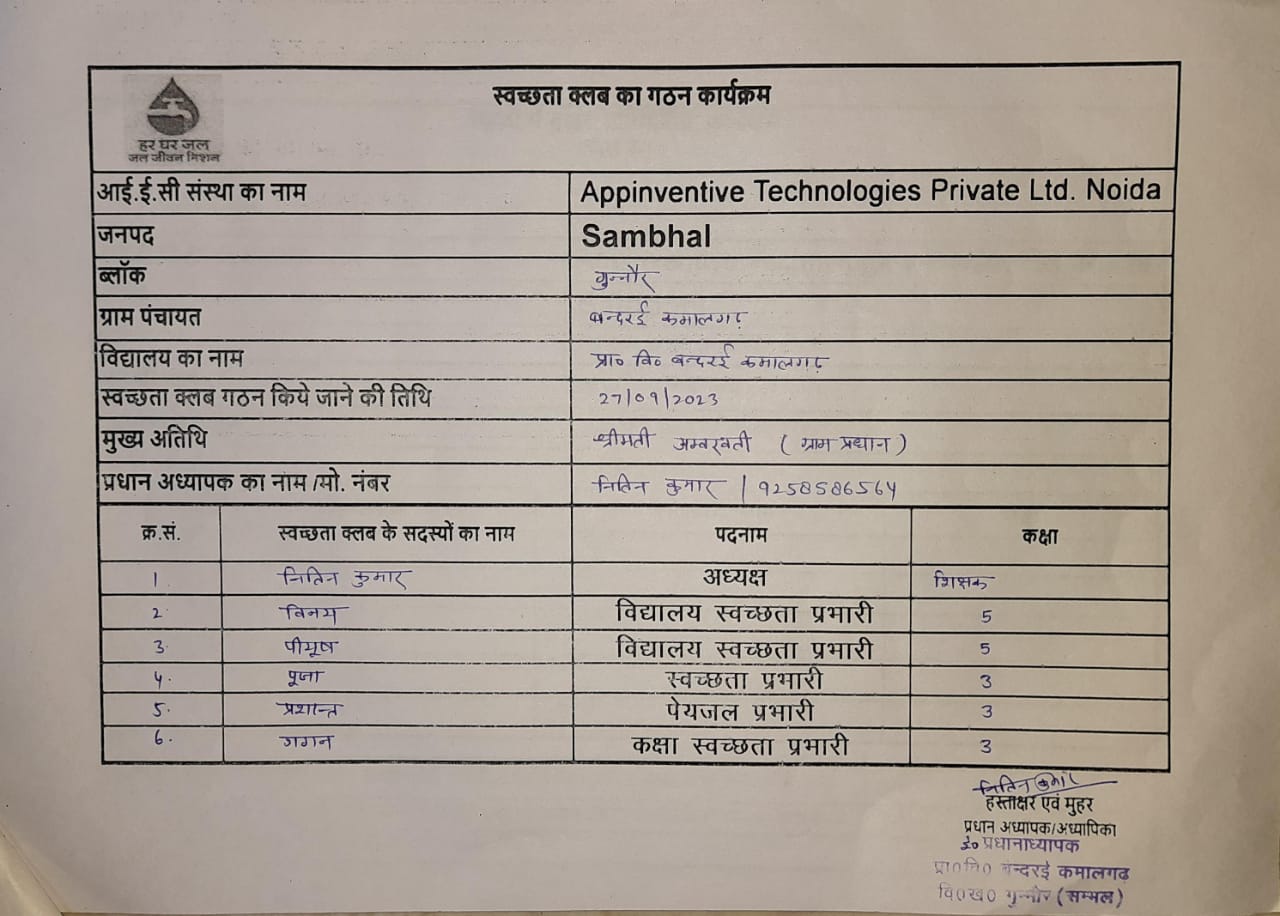 स्वच्छता क्लब का गठन कार्यक्रम
हर घर जल
जल जीवन मिशन
आई.ई.सी संस्था का नाम Appinventive Technologies Private Ltd. Noida
जनपद Sambhal
ब्लॉक गुन्नौर
ग्राम पंचायत बन्दरई कमालगढ़
विद्यालय का नाम प्रा० वि० बन्दरई कमालगढ़
स्वच्छता क्लब गठन किये जाने की तिथि 27/09/2023
मुख्य अतिथि श्रीमती अम्बरवती ( ग्राम प्रधान )
प्रधान अध्यापक का नाम /मो. नंबर नितिन कुमार / 9258586564
क्र.सं. स्वच्छता क्लब के सदस्यों का नाम पदनाम कक्षा
1. नितिन कुमार अध्यक्ष शिक्षक
2. विनय विद्यालय स्वच्छता प्रभारी 5
3. पीयूष विद्यालय स्वच्छता प्रभारी 5
4. पूजा स्वच्छता प्रभारी 3
5. प्रशान्त पेयजल प्रभारी 3
6. गगन कक्षा स्वच्छता प्रभारी 3
नितिन कुमार
हस्ताक्षर एवं मुहर
प्रधान अध्यापक/अध्यापिका
इ० प्रधानाध्यापक
प्रा०वि० बन्दरई कमालगढ़
वि०ख० गुन्नौर (सम्भल)